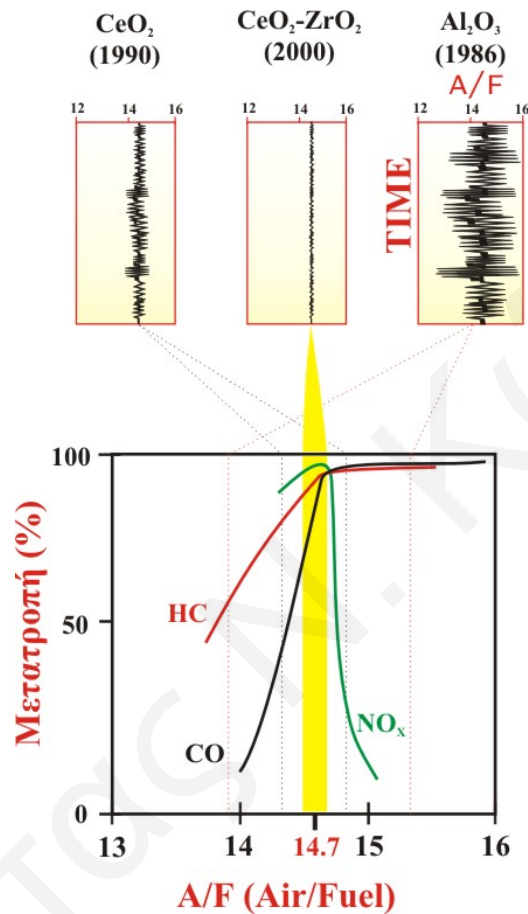 CeO₂ CeO₂-ZrO₂ Al₂O₃
(1990) (2000) (1986)
A/F
12 14 16 12 14 16 12 14 16
TIME
100
50
0
Μετατροπή (%)
HC
CO
NOₓ
13 14 14.7 15 16
A/F (Air/Fuel)
τας Ν. Κ